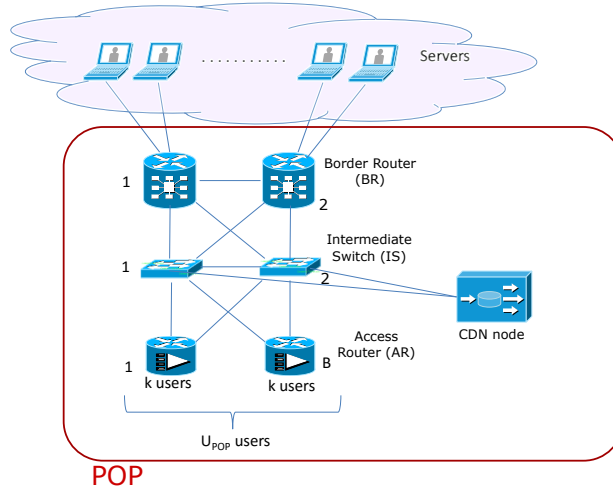 Servers
Border Router
(BR)
1
2
Intermediate
Switch (IS)
1
2
CDN node
Access
Router (AR)
1
B
k users
k users
U_POP users
POP